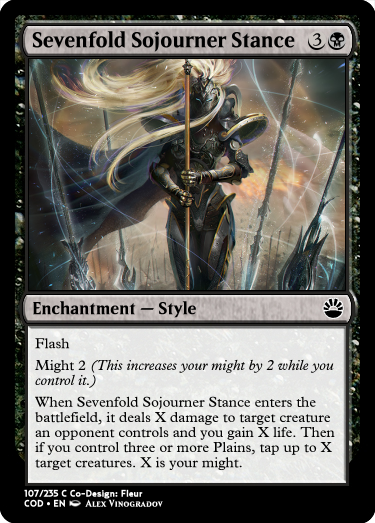 Sevenfold Sojourner Stance 3
Enchantment — Style
Flash
Might 2 (This increases your might by 2 while you
control it.)
When Sevenfold Sojourner Stance enters the
battlefield, it deals X damage to target creature
an opponent controls and you gain X life. Then
if you control three or more Plains, tap up to X
target creatures. X is your might.
107/235 C Co-Design: Fleur
COD • EN Alex Vinogradov